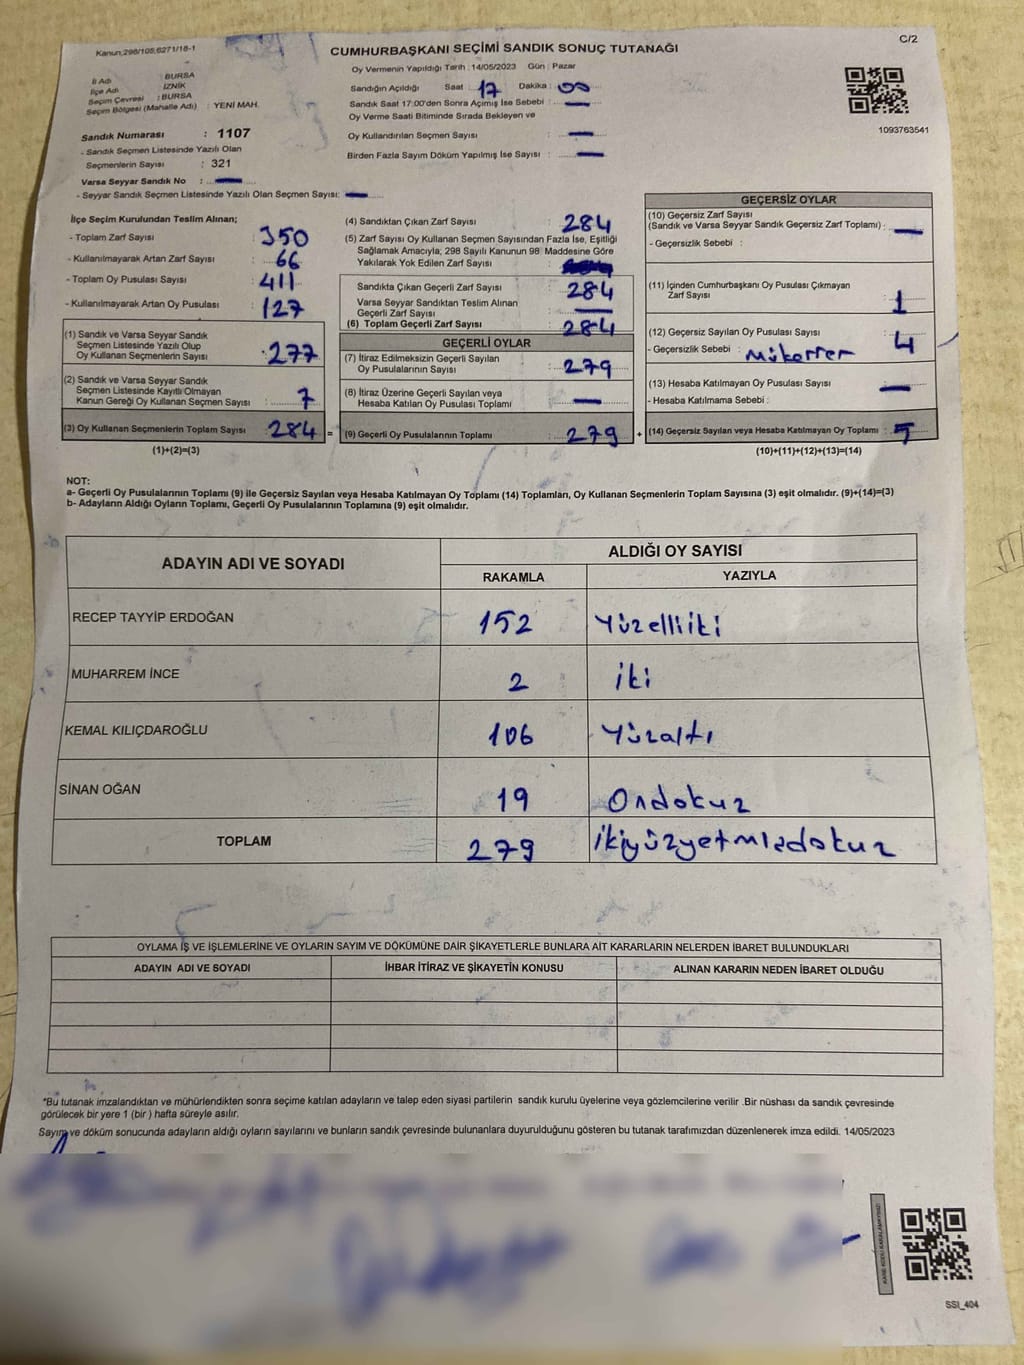 Kanun,298/105,6271/18-1
CUMHURBAŞKANI SEÇİMİ SANDIK SONUÇ TUTANAĞI
C/2
İl Adı : BURSA
İlçe Adı : İZNİK
Seçim Çevresi : BURSA
Seçim Bölgesi (Mahalle Adı) : YENİ MAH.
Sandık Numarası : 1107
- Sandık Seçmen Listesinde Yazılı Olan
Seçmenlerin Sayısı : 321
Varsa Seyyar Sandık No : —
- Seyyar Sandık Seçmen Listesinde Yazılı Olan Seçmen Sayısı: —
Oy Vermenin Yapıldığı Tarih : 14/05/2023 Gün : Pazar
Sandığın Açıldığı Saat : 17 Dakika : 00
Sandık Saat 17:00'den Sonra Açımış İse Sebebi : —
Oy Verme Saati Bitiminde Sırada Bekleyen ve
Oy Kullandırılan Seçmen Sayısı : —
Birden Fazla Sayım Döküm Yapılmış İse Sayısı : —
1093763541
İlçe Seçim Kurulundan Teslim Alınan;
- Toplam Zarf Sayısı : 350
- Kullanılmayarak Artan Zarf Sayısı : 66
- Toplam Oy Pusulası Sayısı : 411
- Kullanılmayarak Artan Oy Pusulası : 127
(1) Sandık ve Varsa Seyyar Sandık
Seçmen Listesinde Yazılı Olup
Oy Kullanan Seçmenlerin Sayısı : 277
(2) Sandık ve Varsa Seyyar Sandık
Seçmen Listesinde Kayıtlı Olmayan
Kanun Gereği Oy Kullanan Seçmen Sayısı : 7
(3) Oy Kullanan Seçmenlerin Toplam Sayısı : 284 =
(1)+(2)=(3)
(4) Sandıktan Çıkan Zarf Sayısı : 284
(5) Zarf Sayısı Oy Kullanan Seçmen Sayısından Fazla İse, Eşitliği
Sağlamak Amacıyla, 298 Sayılı Kanunun 98. Maddesine Göre
Yakılarak Yok Edilen Zarf Sayısı :
Sandıkta Çıkan Geçerli Zarf Sayısı : 284
Varsa Seyyar Sandıktan Teslim Alınan
Geçerli Zarf Sayısı : —
(6) Toplam Geçerli Zarf Sayısı : 284
GEÇERLİ OYLAR
(7) İtiraz Edilmeksizin Geçerli Sayılan
Oy Pusulalarının Sayısı : 279
(8) İtiraz Üzerine Geçerli Sayılan veya
Hesaba Katılan Oy Pusulası Toplamı : —
(9) Geçerli Oy Pusulalarının Toplamı : 279 +
GEÇERSİZ OYLAR
(10) Geçersiz Zarf Sayısı
(Sandık ve Varsa Seyyar Sandık Geçersiz Zarf Toplamı) : —
- Geçersizlik Sebebi :
(11) İçinden Cumhurbaşkanı Oy Pusulası Çıkmayan
Zarf Sayısı : 1
(12) Geçersiz Sayılan Oy Pusulası Sayısı : 4
- Geçersizlik Sebebi : Mükerrer
(13) Hesaba Katılmayan Oy Pusulası Sayısı : —
- Hesaba Katılmama Sebebi :
(14) Geçersiz Sayılan veya Hesaba Katılmayan Oy Toplamı : 5
(10)+(11)+(12)+(13)=(14)
NOT:
a- Geçerli Oy Pusulalarının Toplamı (9) ile Geçersiz Sayılan veya Hesaba Katılmayan Oy Toplamı (14) Toplamları, Oy Kullanan Seçmenlerin Toplam Sayısına (3) eşit olmalıdır. (9)+(14)=(3)
b- Adayların Aldığı Oyların Toplamı, Geçerli Oy Pusulalarının Toplamına (9) eşit olmalıdır.
ADAYIN ADI VE SOYADI
ALDIĞI OY SAYISI
RAKAMLA YAZIYLA
RECEP TAYYİP ERDOĞAN 152 Yüzelliiki
MUHARREM İNCE 2 iki
KEMAL KILIÇDAROĞLU 106 Yüzaltı
SİNAN OĞAN 19 Ondokuz
TOPLAM 279 ikiyüzyetmişdokuz
OYLAMA İŞ VE İŞLEMLERİNE VE OYLARIN SAYIM VE DÖKÜMÜNE DAİR ŞİKAYETLERLE BUNLARA AİT KARARLARIN NELERDEN İBARET BULUNDUKLARI
ADAYIN ADI VE SOYADI İHBAR İTİRAZ VE ŞİKAYETİN KONUSU ALINAN KARARIN NEDEN İBARET OLDUĞU
*Bu tutanak imzalandıktan ve mühürlendikten sonra seçime katılan adayların ve talep eden siyasi partilerin sandık kurulu üyelerine veya gözlemcilerine verilir .Bir nüshası da sandık çevresinde
görülecek bir yere 1 (bir ) hafta süreyle asılır.
Sayım ve döküm sonucunda adayların aldığı oyların sayılarını ve bunların sandık çevresinde bulunanlara duyurulduğunu gösteren bu tutanak tarafımızdan düzenlenerek imza edildi. 14/05/2023
KARE KODU KARALAMAYINIZ!
SSI_404